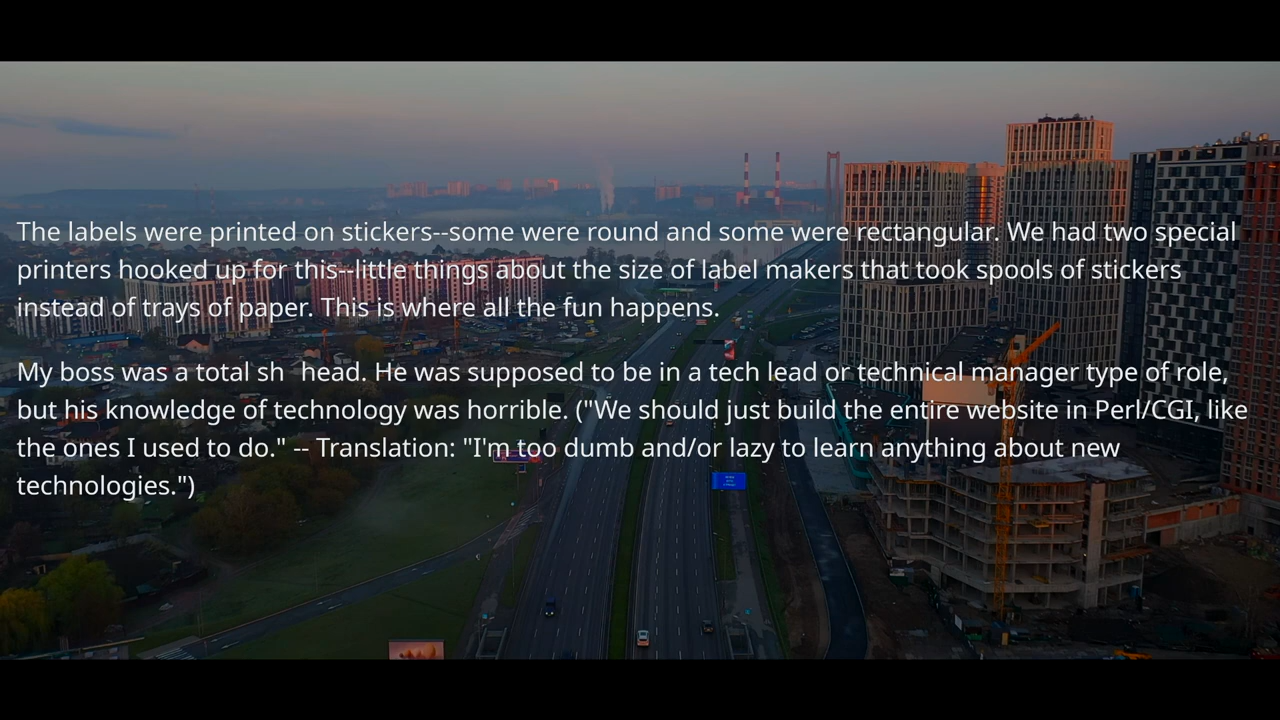 The labels were printed on stickers--some were round and some were rectangular. We had two special
printers hooked up for this--little things about the size of label makers that took spools of stickers
instead of trays of paper. This is where all the fun happens.
My boss was a total sh  head. He was supposed to be in a tech lead or technical manager type of role,
but his knowledge of technology was horrible. ("We should just build the entire website in Perl/CGI, like
the ones I used to do." -- Translation: "I'm too dumb and/or lazy to learn anything about new
technologies.")